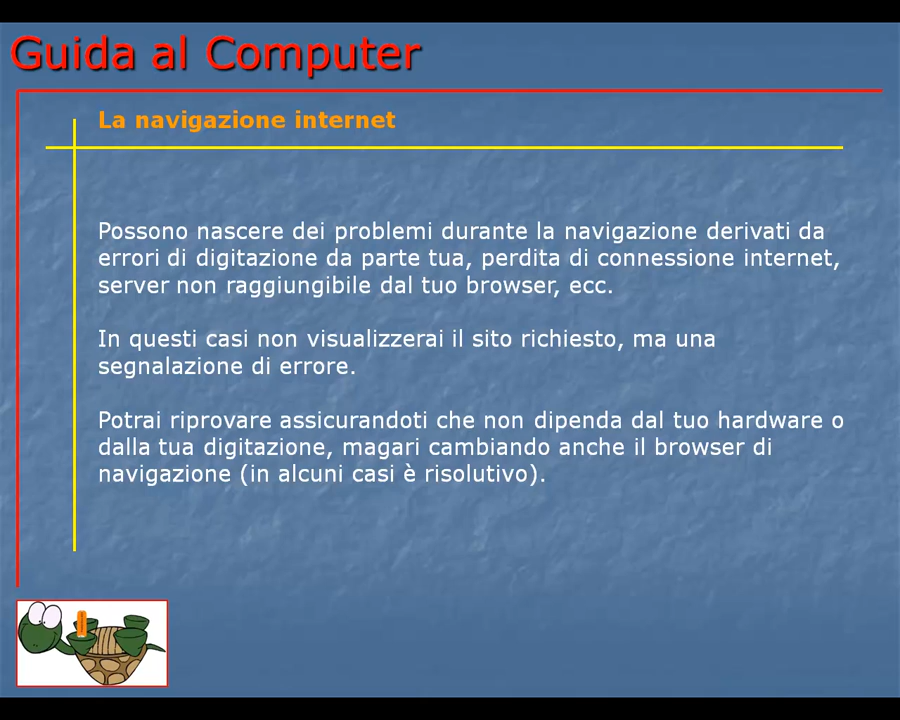 Guida al Computer
La navigazione internet
Possono nascere dei problemi durante la navigazione derivati da
errori di digitazione da parte tua, perdita di connessione internet,
server non raggiungibile dal tuo browser, ecc.
In questi casi non visualizzerai il sito richiesto, ma una
segnalazione di errore.
Potrai riprovare assicurandoti che non dipenda dal tuo hardware o
dalla tua digitazione, magari cambiando anche il browser di
navigazione (in alcuni casi è risolutivo).